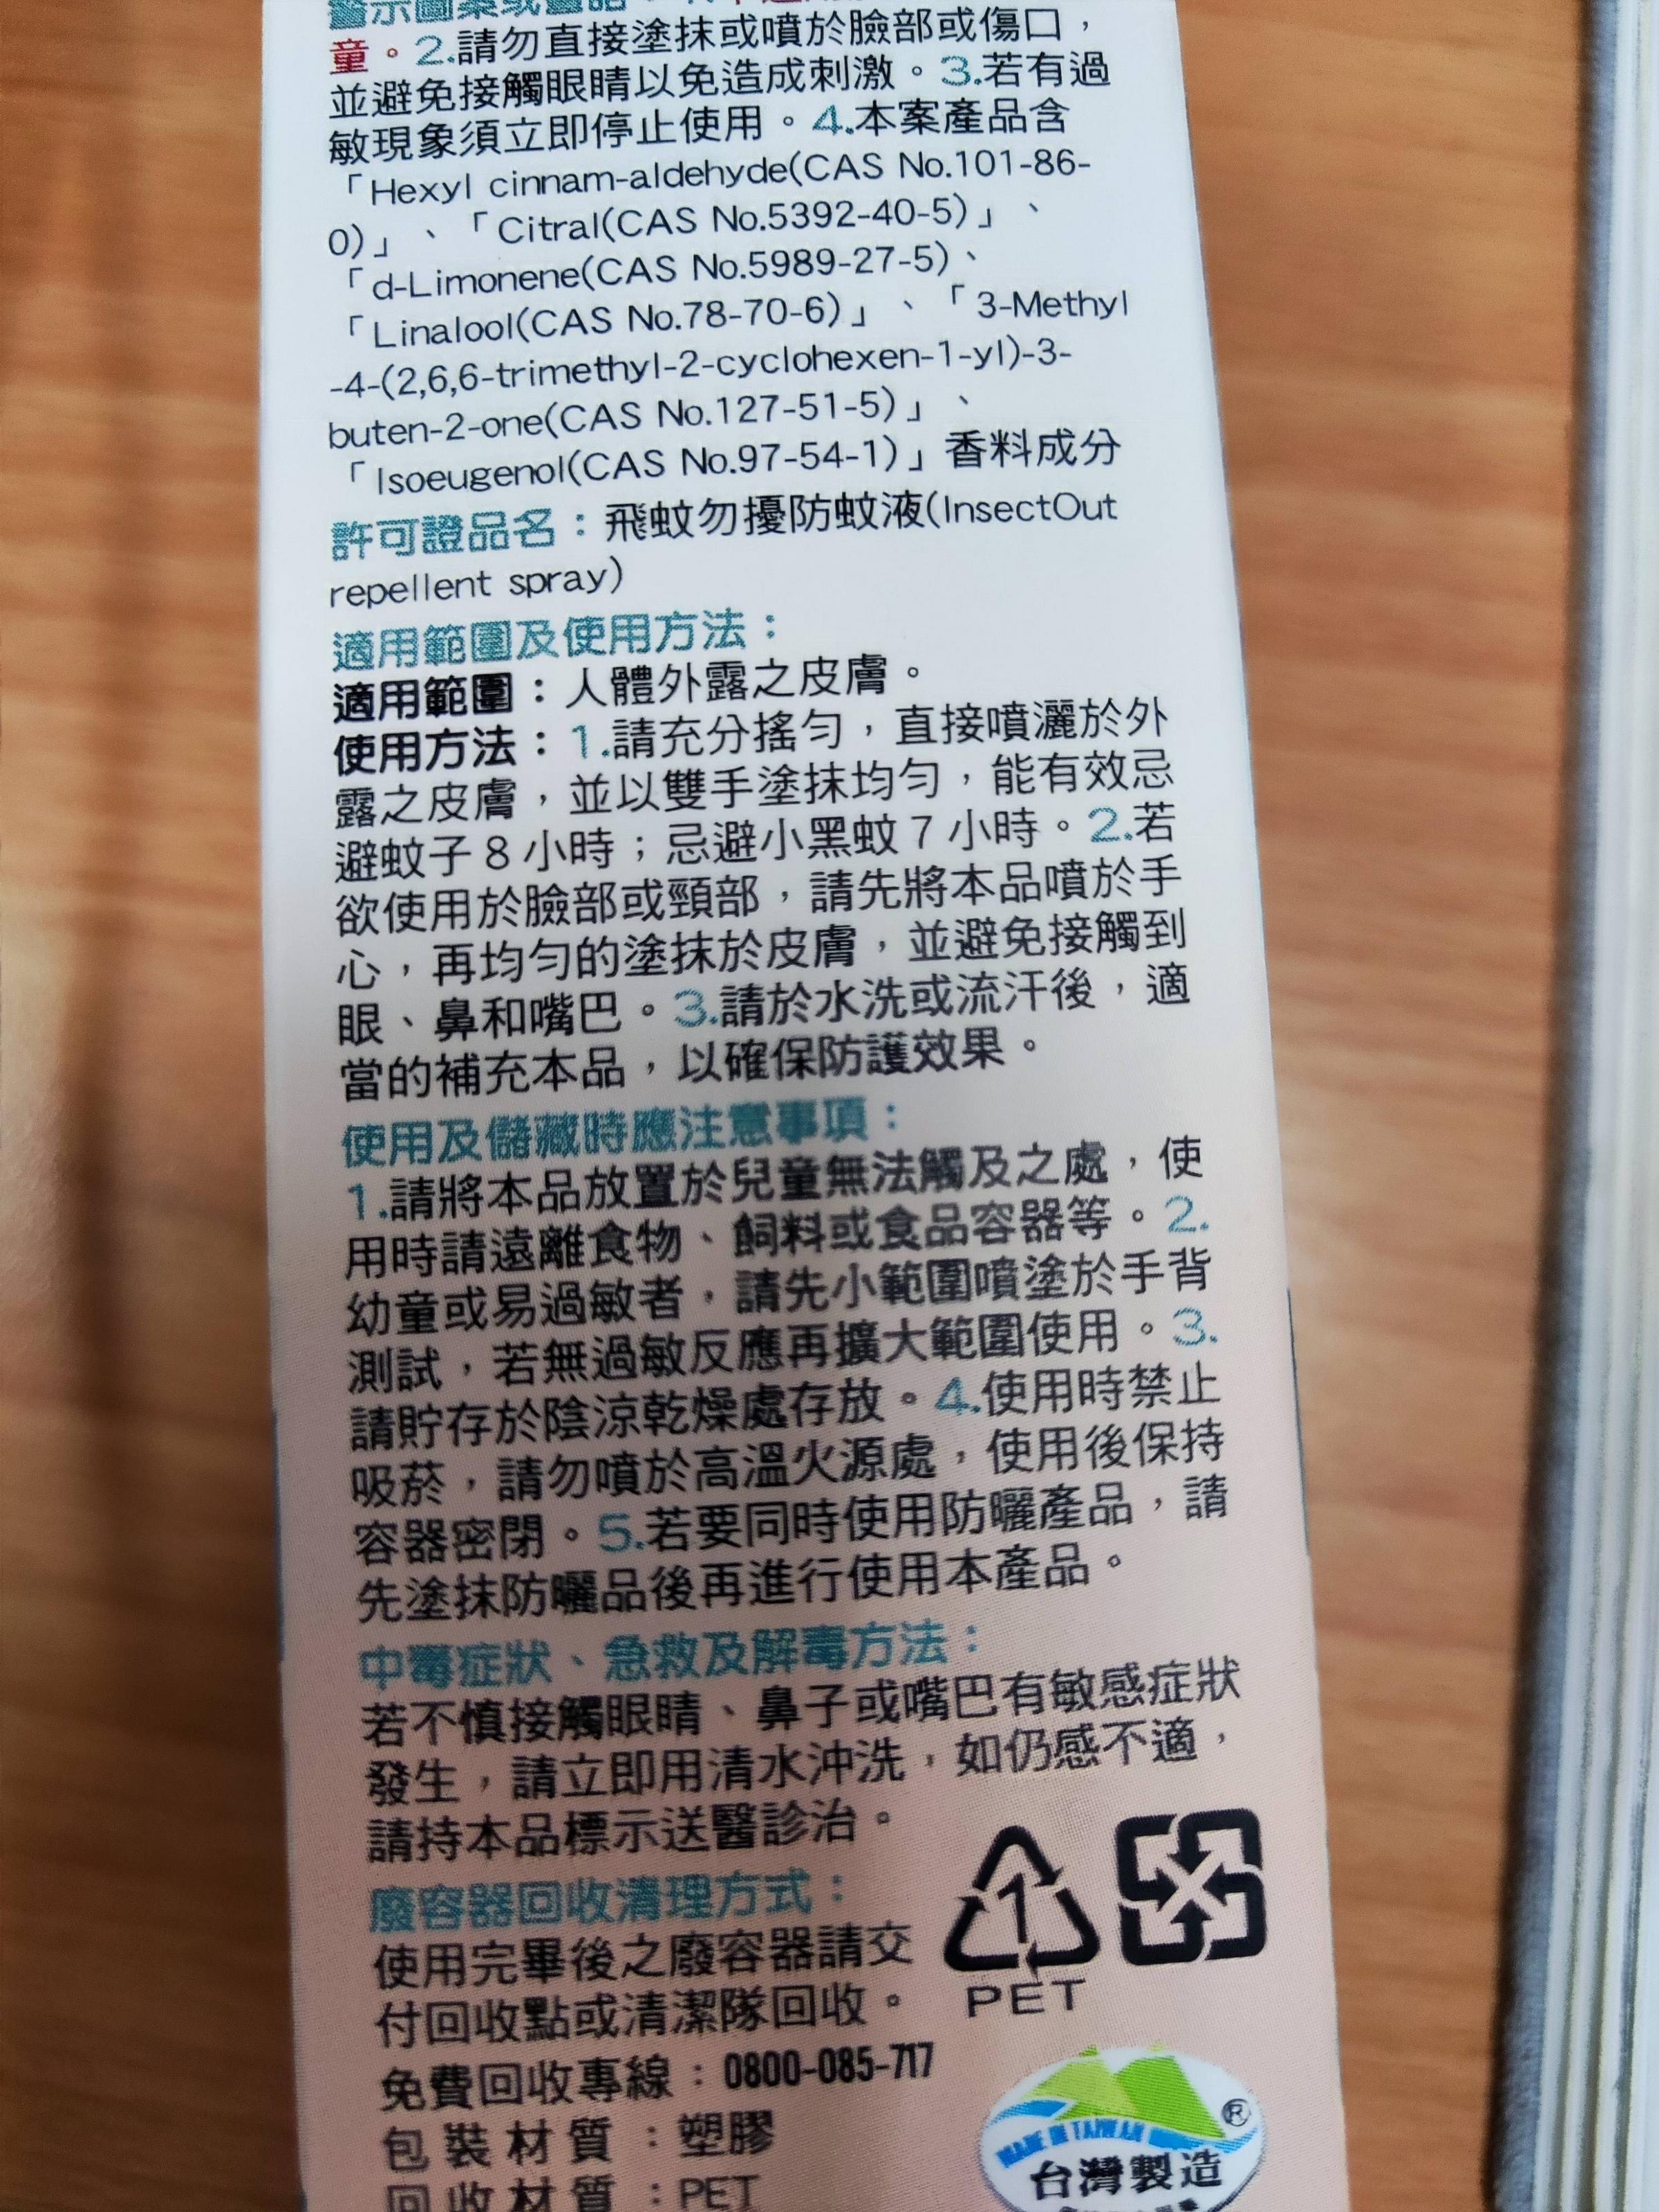 警示圖案或警語：
童。2.請勿直接塗抹或噴於臉部或傷口，
並避免接觸眼睛以免造成刺激。3.若有過
敏現象須立即停止使用。4.本案產品含
「Hexyl cinnam-aldehyde(CAS No.101-86-
0)」、「Citral(CAS No.5392-40-5)」、
「d-Limonene(CAS No.5989-27-5)、
「Linalool(CAS No.78-70-6)」、「3-Methyl
-4-(2,6,6-trimethyl-2-cyclohexen-1-yl)-3-
buten-2-one(CAS No.127-51-5)」、
「Isoeugenol(CAS No.97-54-1)」香料成分
許可證品名：飛蚊勿擾防蚊液(InsectOut
repellent spray)
適用範圍及使用方法：
適用範圍：人體外露之皮膚。
使用方法：1.請充分搖勻，直接噴灑於外
露之皮膚，並以雙手塗抹均勻，能有效忌
避蚊子8小時；忌避小黑蚊7小時。2.若
欲使用於臉部或頸部，請先將本品噴於手
心，再均勻的塗抹於皮膚，並避免接觸到
眼、鼻和嘴巴。3.請於水洗或流汗後，適
當的補充本品，以確保防護效果。
使用及儲藏時應注意事項：
1.請將本品放置於兒童無法觸及之處，使
用時請遠離食物、飼料或食品容器等。2.
幼童或易過敏者，請先小範圍噴塗於手背
測試，若無過敏反應再擴大範圍使用。3.
請貯存於陰涼乾燥處存放。4.使用時禁止
吸菸，請勿噴於高溫火源處，使用後保持
容器密閉。5.若要同時使用防曬產品，請
先塗抹防曬品後再進行使用本產品。
中毒症狀、急救及解毒方法：
若不慎接觸眼睛、鼻子或嘴巴有敏感症狀
發生，請立即用清水沖洗，如仍感不適，
請持本品標示送醫診治。
廢容器回收清理方式：
使用完畢後之廢容器請交
付回收點或清潔隊回收。
1
PET
免費回收專線：0800-085-717
包裝材質：塑膠
回收材質：PET
MADE IN TAIWAN
®
台灣製造